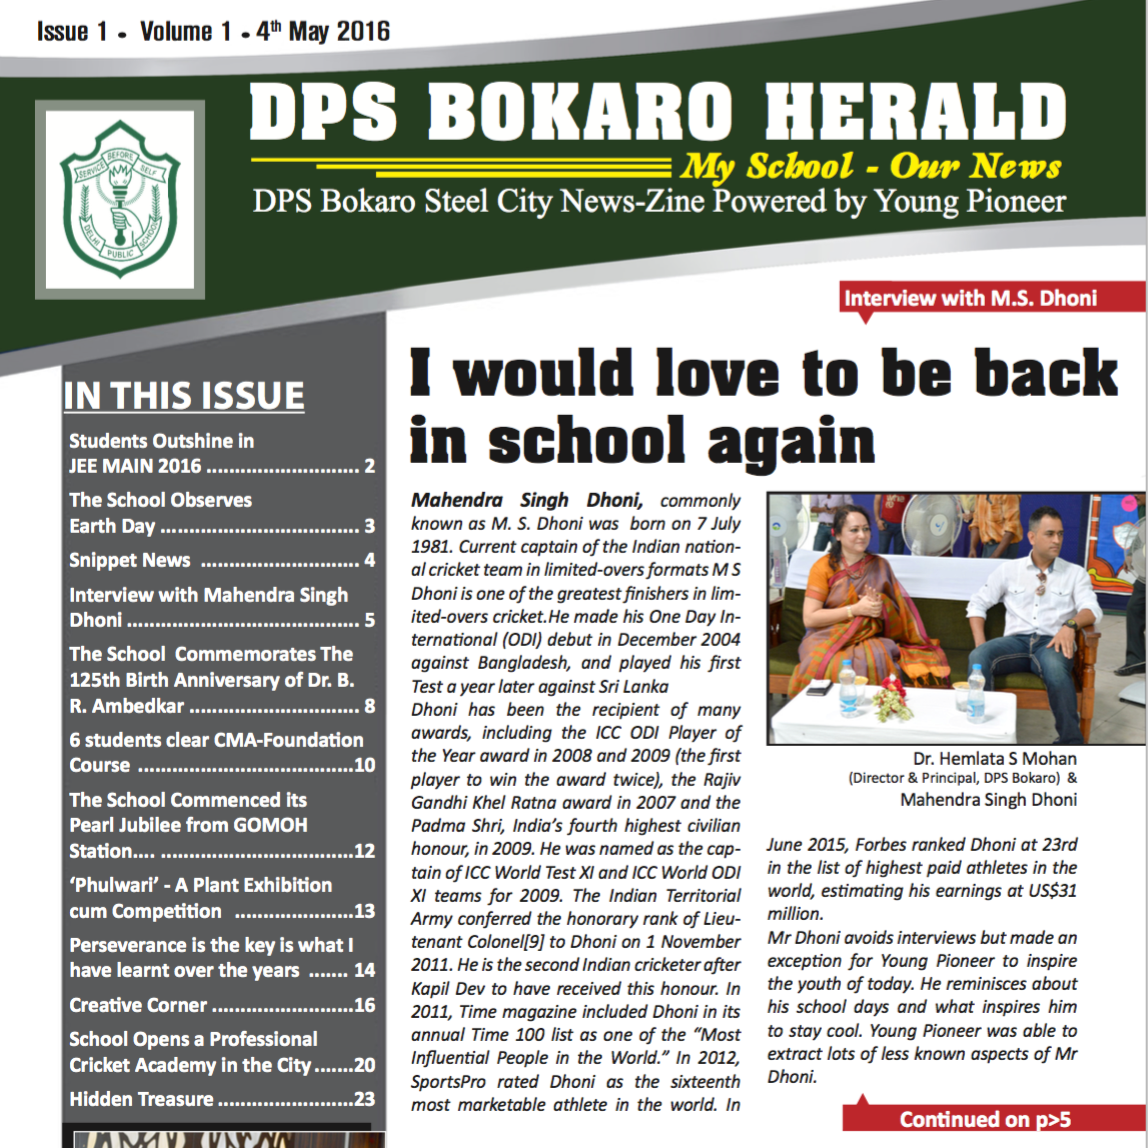 Issue 1 • Volume 1 • 4th May 2016
DPS BOKARO HERALD
My School - Our News
DPS Bokaro Steel City News-Zine Powered by Young Pioneer
SERVICE BEFORE SELF
DELHI PUBLIC SCHOOL
Interview with M.S. Dhoni
I would love to be back
in school again
IN THIS ISSUE
Students Outshine in
JEE MAIN 2016 ................................. 2
The School Observes
Earth Day ........................................... 3
Snippet News .................................. 4
Interview with Mahendra Singh
Dhoni .................................................. 5
The School Commemorates The
125th Birth Anniversary of Dr. B.
R. Ambedkar ..................................... 8
6 students clear CMA-Foundation
Course ...............................................10
The School Commenced its
Pearl Jubilee from GOMOH
Station.... ..........................................12
‘Phulwari’ - A Plant Exhibition
cum Competition .........................13
Perseverance is the key is what I
have learnt over the years ....... 14
Creative Corner ...............................16
School Opens a Professional
Cricket Academy in the City.......20
Hidden Treasure .............................23
Mahendra Singh Dhoni, commonly
known as M. S. Dhoni was born on 7 July
1981. Current captain of the Indian nation-
al cricket team in limited-overs formats M S
Dhoni is one of the greatest finishers in lim-
ited-overs cricket.He made his One Day In-
ternational (ODI) debut in December 2004
against Bangladesh, and played his first
Test a year later against Sri Lanka
Dhoni has been the recipient of many
awards, including the ICC ODI Player of
the Year award in 2008 and 2009 (the first
player to win the award twice), the Rajiv
Gandhi Khel Ratna award in 2007 and the
Padma Shri, India’s fourth highest civilian
honour, in 2009. He was named as the cap-
tain of ICC World Test XI and ICC World ODI
XI teams for 2009. The Indian Territorial
Army conferred the honorary rank of Lieu-
tenant Colonel[9] to Dhoni on 1 November
2011. He is the second Indian cricketer after
Kapil Dev to have received this honour. In
2011, Time magazine included Dhoni in its
annual Time 100 list as one of the “Most
Influential People in the World.” In 2012,
SportsPro rated Dhoni as the sixteenth
most marketable athlete in the world. In
Dr. Hemlata S Mohan
(Director & Principal, DPS Bokaro) &
Mahendra Singh Dhoni
June 2015, Forbes ranked Dhoni at 23rd
in the list of highest paid athletes in the
world, estimating his earnings at US$31
million.
Mr Dhoni avoids interviews but made an
exception for Young Pioneer to inspire
the youth of today. He reminisces about
his school days and what inspires him
to stay cool. Young Pioneer was able to
extract lots of less known aspects of Mr
Dhoni.
Continued on p>5